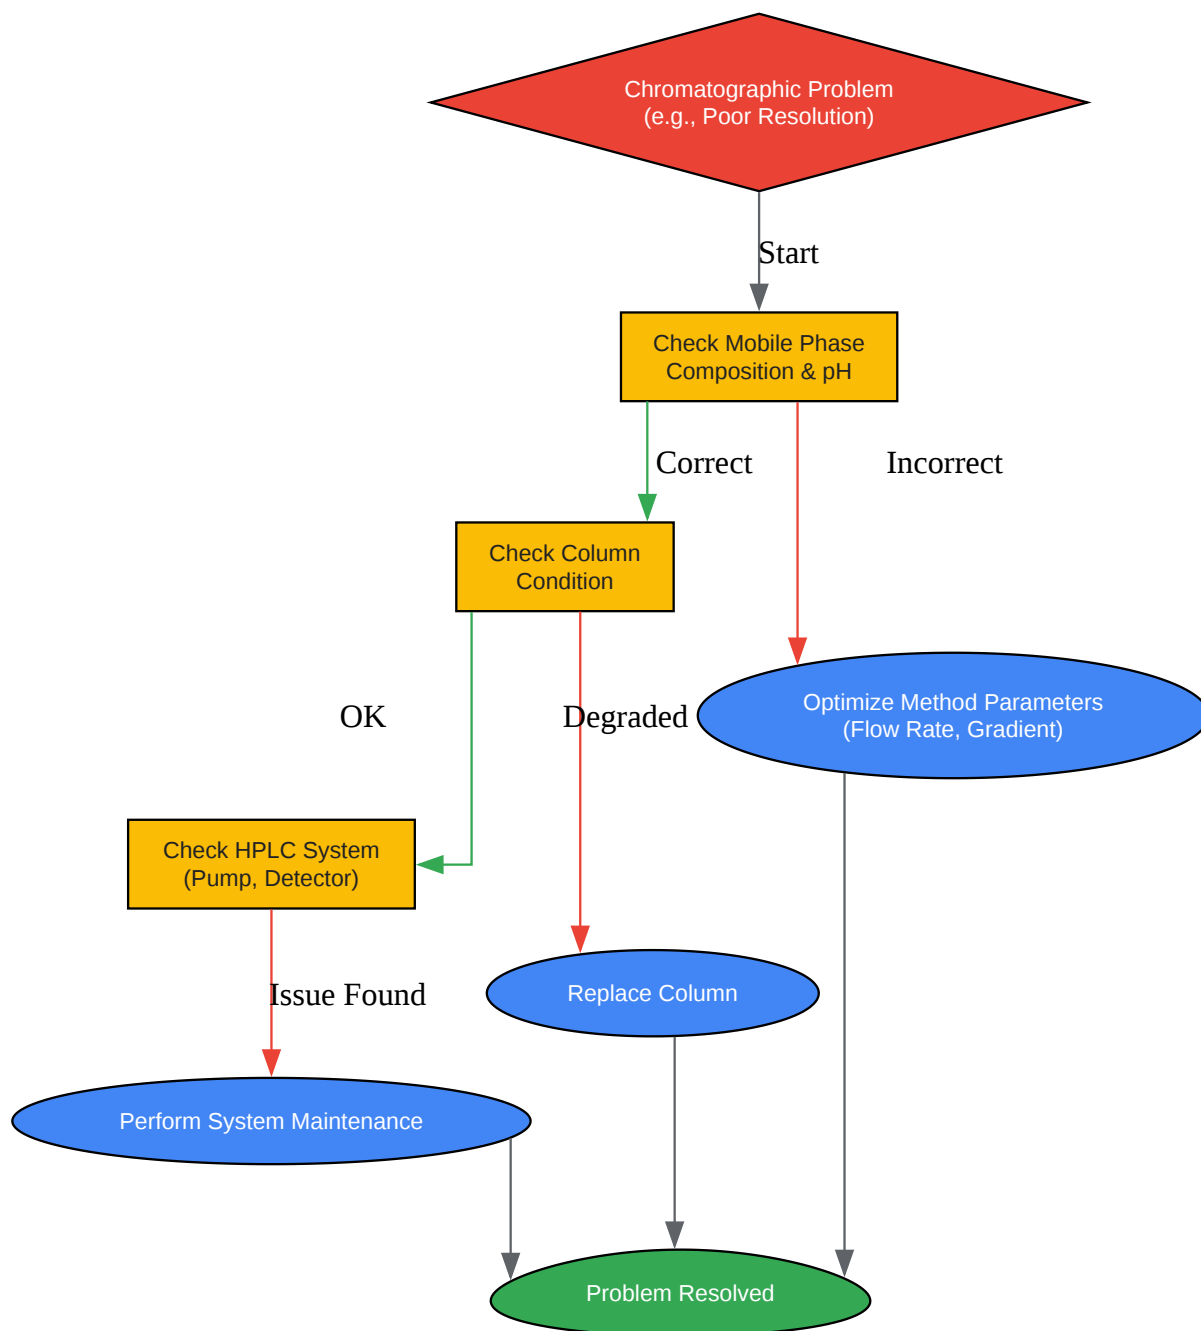 Chromatographic Problem
(e.g., Poor Resolution)
Start
Check Mobile Phase
Composition & pH
Correct
Incorrect
Check Column
Condition
OK
Degraded
Optimize Method Parameters
(Flow Rate, Gradient)
Check HPLC System
(Pump, Detector)
Issue Found
Replace Column
Perform System Maintenance
Problem Resolved